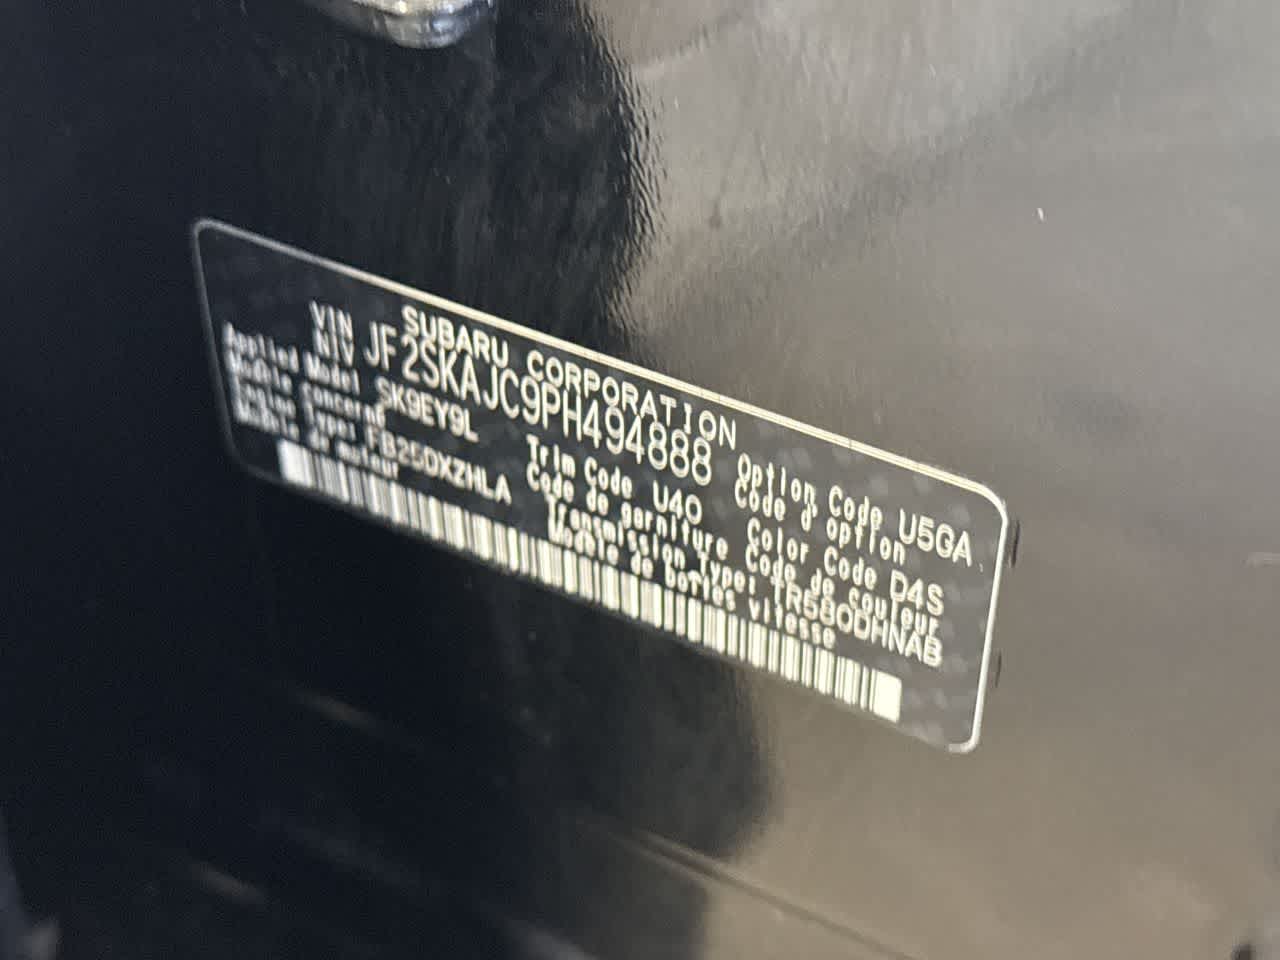 SUBARU CORPORATION
VIN
NIV
JF2SKAJC9PH494888
Applied Model
Modèle concerné
SK9EY9L
Option Code
Code d'option
U5GA
Trim Code
Code de garniture
U40
Color Code
Code de couleur
D4S
Engine Type:
Modèle de moteur
FB25DXZHLA
Transmission Type:
Modèle de boîtes vitesse
TR580DHNAB